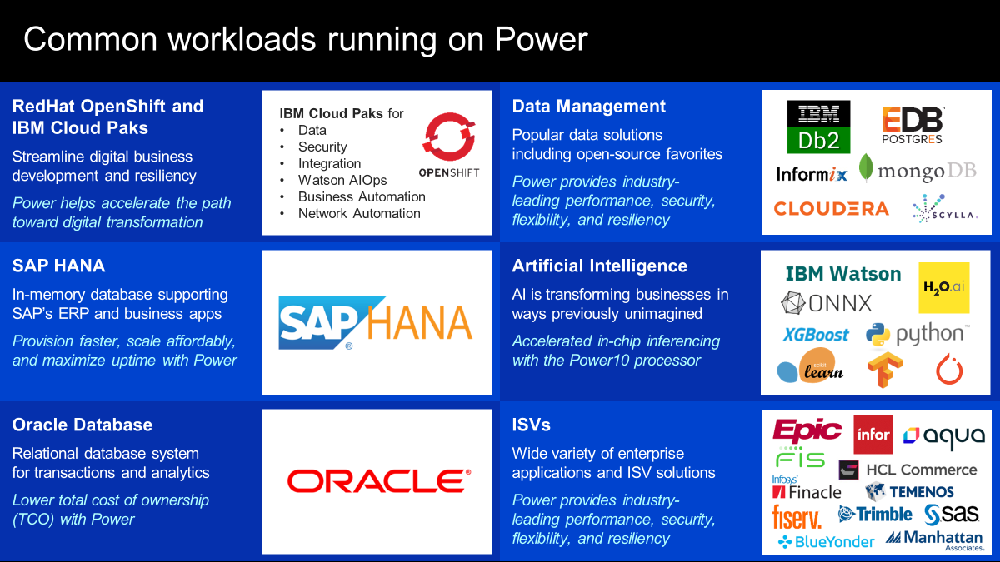 Common workloads running on Power
RedHat OpenShift and
IBM Cloud Paks
Streamline digital business
development and resiliency
Power helps accelerate the path
toward digital transformation
IBM Cloud Paks for
• Data
• Security
• Integration
• Watson AIOps
• Business Automation
• Network Automation
OPENSHIFT
Data Management
Popular data solutions
including open-source favorites
Power provides industry-
leading performance, security,
flexibility, and resiliency
IBM
Db2
EDB™
POSTGRES
Informix
mongoDB
CLOUDERA
SCYLLA.
SAP HANA
In-memory database supporting
SAP’s ERP and business apps
Provision faster, scale affordably,
and maximize uptime with Power
SAP® HANA
Artificial Intelligence
AI is transforming businesses in
ways previously unimagined
Accelerated in-chip inferencing
with the Power10 processor
IBM Watson
H2O.ai
ONNX
XGBoost
python™
scikit
learn
Oracle Database
Relational database system
for transactions and analytics
Lower total cost of ownership
(TCO) with Power
ORACLE®
ISVs
Wide variety of enterprise
applications and ISV solutions
Power provides industry-
leading performance, security,
flexibility, and resiliency
Epic
infor
aqua
FIS
HCL Commerce
Infosys®
Finacle
TEMENOS
fiserv.
Trimble
sas
BlueYonder
Manhattan
Associates®